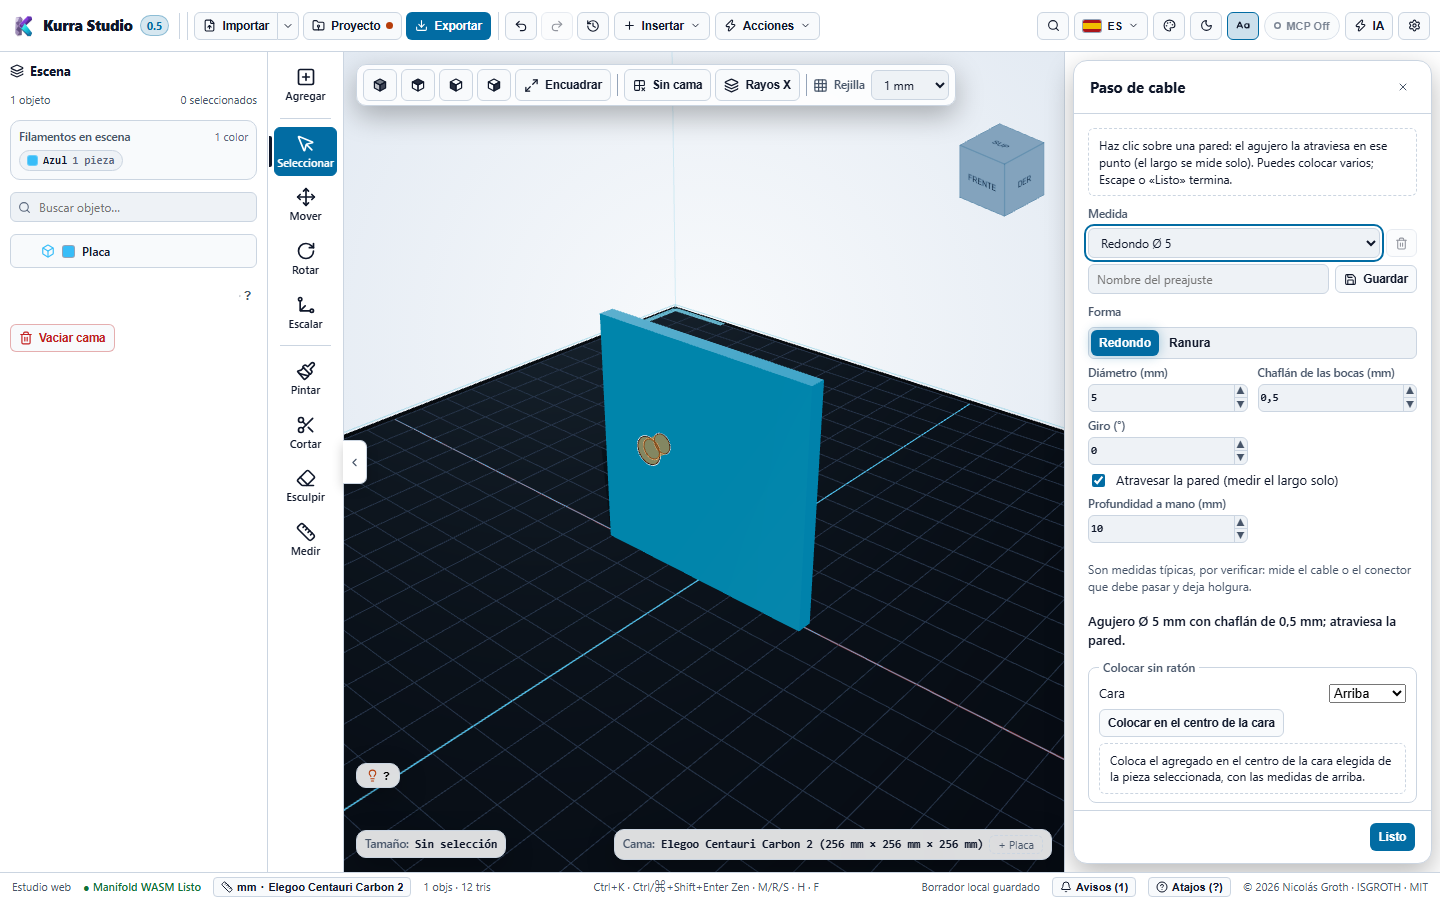 Kurra Studio 0.5
Importar
Proyecto
Exportar
Insertar
Acciones
ES
MCP Off
IA
Escena
1 objeto 0 seleccionados
Filamentos en escena 1 color
Azul 1 pieza
Buscar objeto...
Placa
?
Vaciar cama
Agregar
Seleccionar
Mover
Rotar
Escalar
Pintar
Cortar
Esculpir
Medir
Encuadrar
Sin cama
Rayos X
Rejilla 1 mm
SUP
FRENTE
DER
?
Tamaño: Sin selección
Cama: Elegoo Centauri Carbon 2 (256 mm × 256 mm × 256 mm) + Placa
Paso de cable
Haz clic sobre una pared: el agujero la atraviesa en ese
punto (el largo se mide solo). Puedes colocar varios;
Escape o «Listo» termina.
Medida
Redondo Ø 5
Nombre del preajuste
Guardar
Forma
Redondo Ranura
Diámetro (mm) Chaflán de las bocas (mm)
5 0,5
Giro (°)
0
Atravesar la pared (medir el largo solo)
Profundidad a mano (mm)
10
Son medidas típicas, por verificar: mide el cable o el conector
que debe pasar y deja holgura.
Agujero Ø 5 mm con chaflán de 0,5 mm; atraviesa la
pared.
Colocar sin ratón
Cara Arriba
Colocar en el centro de la cara
Coloca el agregado en el centro de la cara elegida de
la pieza seleccionada, con las medidas de arriba.
Listo
Estudio web ● Manifold WASM Listo mm · Elegoo Centauri Carbon 2 1 objs · 12 tris Ctrl+K · Ctrl/⌘+Shift+Enter Zen · M/R/S · H · F Borrador local guardado Avisos (1) Atajos (?) © 2026 Nicolás Groth · ISGROTH · MIT